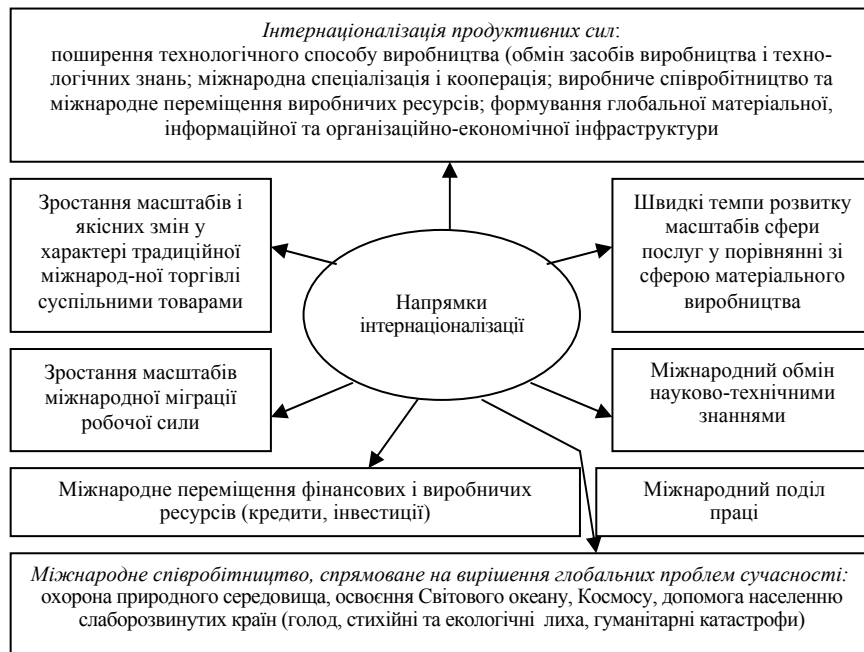 Інтернаціоналізація продуктивних сил:
поширення технологічного способу виробництва (обмін засобів виробництва і техно-
логічних знань; міжнародна спеціалізація і кооперація; виробниче співробітництво та
міжнародне переміщення виробничих ресурсів; формування глобальної матеріальної,
інформаційної та організаційно-економічної інфраструктури
Зростання масштабів і
якісних змін у
характері традиційної
міжнарод-ної торгівлі
суспільними товарами
Швидкі темпи розвитку
масштабів сфери
послуг у порівнянні зі
сферою матеріального
виробництва
Напрямки
інтернаціоналізації
Зростання масштабів
міжнародної міграції
робочої сили
Міжнародний обмін
науково-технічними
знаннями
Міжнародне переміщення фінансових і виробничих
ресурсів (кредити, інвестиції)
Міжнародний поділ
праці
Міжнародне співробітництво, спрямоване на вирішення глобальних проблем сучасності:
охорона природного середовища, освоєння Світового океану, Космосу, допомога населенню
слаборозвинутих країн (голод, стихійні та екологічні лиха, гуманітарні катастрофи)